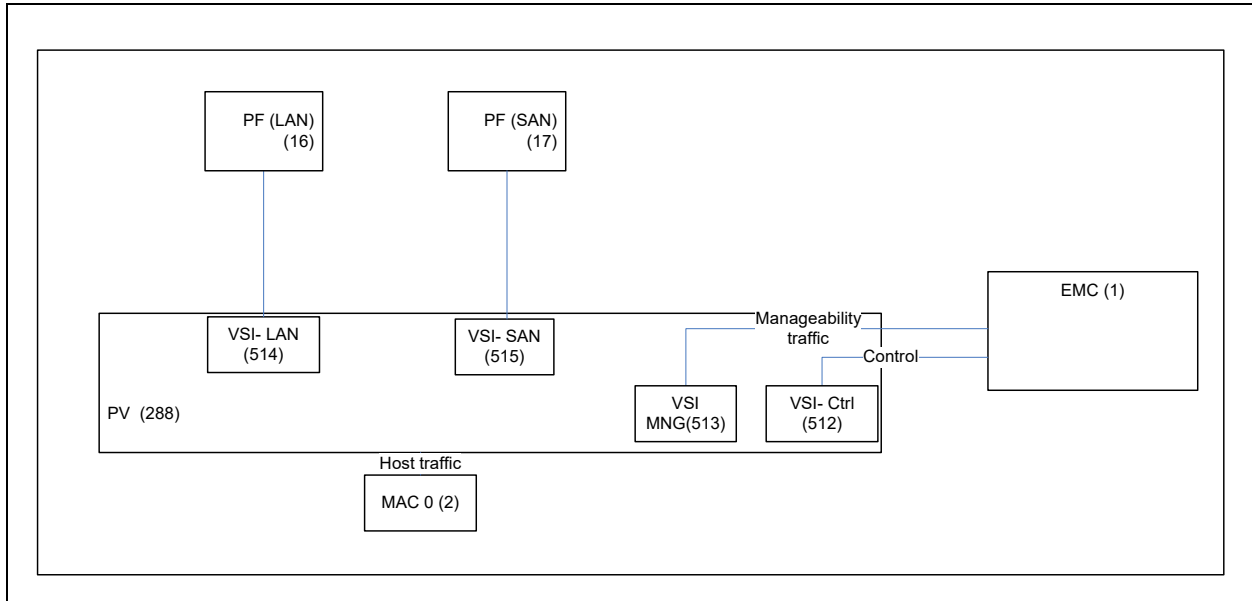 PF (LAN)
(16)
PF (SAN)
(17)
EMC (1)
Manageability
traffic
VSI- LAN
(514)
VSI- SAN
(515)
Control
VSI
MNG(513)
VSI- Ctrl
(512)
PV  (288)
Host traffic
MAC 0 (2)